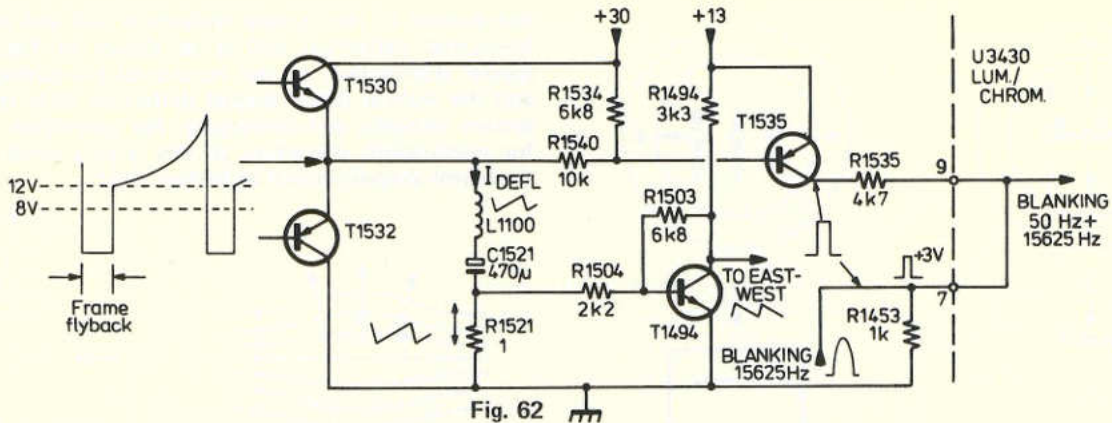 +30
+13
U3430
LUM./
CHROM.
T1530
R1534
6k8
R1494
3k3
T1535
R1540
10k
R1535
4k7
9
12V
8V
I DEFL
L1100
R1503
6k8
BLANKING
50 Hz+
15625 Hz
C1521
470µ
R1504
2k2
TO EAST-
WEST
+3V
7
T1532
Frame
flyback
R1521
1
T1494
R1453
1k
BLANKING
15625Hz
Fig. 62